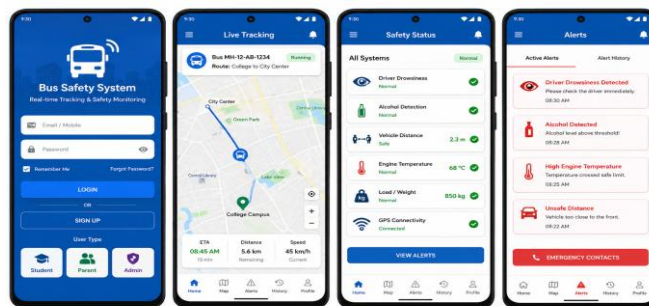 9:30
Bus Safety System
Real-time Tracking & Safety Monitoring
Email / Mobile
Password
Remember Me
Forgot Password?
LOGIN
OR
SIGN UP
User Type
Student
Parent
Admin
9:30
Live Tracking
Bus MH-12-AB-1234
Running
Route: College to City Center
City Center
Green Park
Central Library
Lake View
College Campus
ETA
Distance
Speed
08:45 AM
5.6 km
45 km/h
15 min
Remaining
Current
Home
Map
Alerts
History
Profile
9:30
Safety Status
All Systems
Normal
Driver Drowsiness
Normal
Alcohol Detection
Normal
Vehicle Distance
Safe
2.3 m
Engine Temperature
Normal
68 °C
Load / Weight
Normal
850 kg
GPS Connectivity
Connected
VIEW ALERTS
Home
Map
Alerts
History
Profile
9:30
Alerts
Active Alerts
Alert History
Driver Drowsiness Detected
Please check the driver immediately.
08:30 AM
Alcohol Detected
Alcohol level above threshold!
08:28 AM
High Engine Temperature
Temperature crossed safe limit.
08:25 AM
Unsafe Distance
Vehicle too close to the front.
08:22 AM
EMERGENCY CONTACTS
Home
Map
Alerts
History
Profile